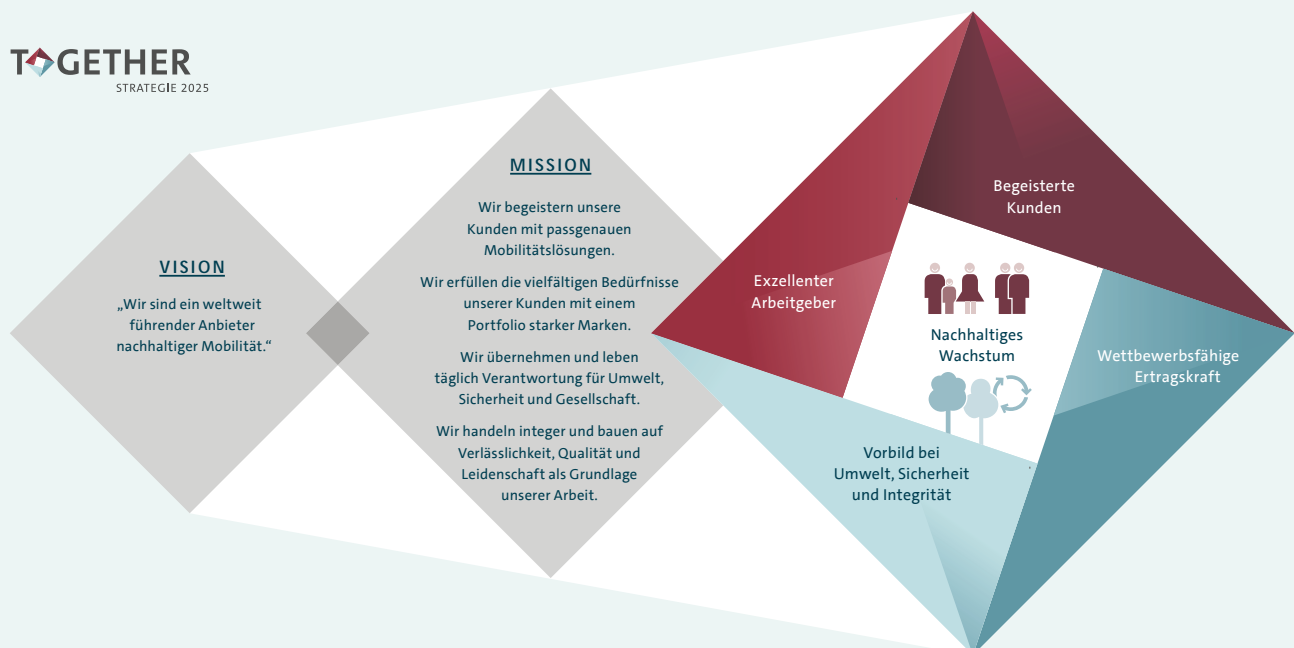 TOGETHER
STRATEGIE 2025
VISION
„Wir sind ein weltweit
führender Anbieter
nachhaltiger Mobilität.“
MISSION
Wir begeistern unsere
Kunden mit passgenauen
Mobilitätslösungen.
Wir erfüllen die vielfältigen Bedürfnisse
unserer Kunden mit einem
Portfolio starker Marken.
Wir übernehmen und leben
täglich Verantwortung für Umwelt,
Sicherheit und Gesellschaft.
Wir handeln integer und bauen auf
Verlässlichkeit, Qualität und
Leidenschaft als Grundlage
unserer Arbeit.
Exzellenter
Arbeitgeber
Begeisterte
Kunden
Nachhaltiges
Wachstum
Wettbewerbsfähige
Ertragskraft
Vorbild bei
Umwelt, Sicherheit
und Integrität